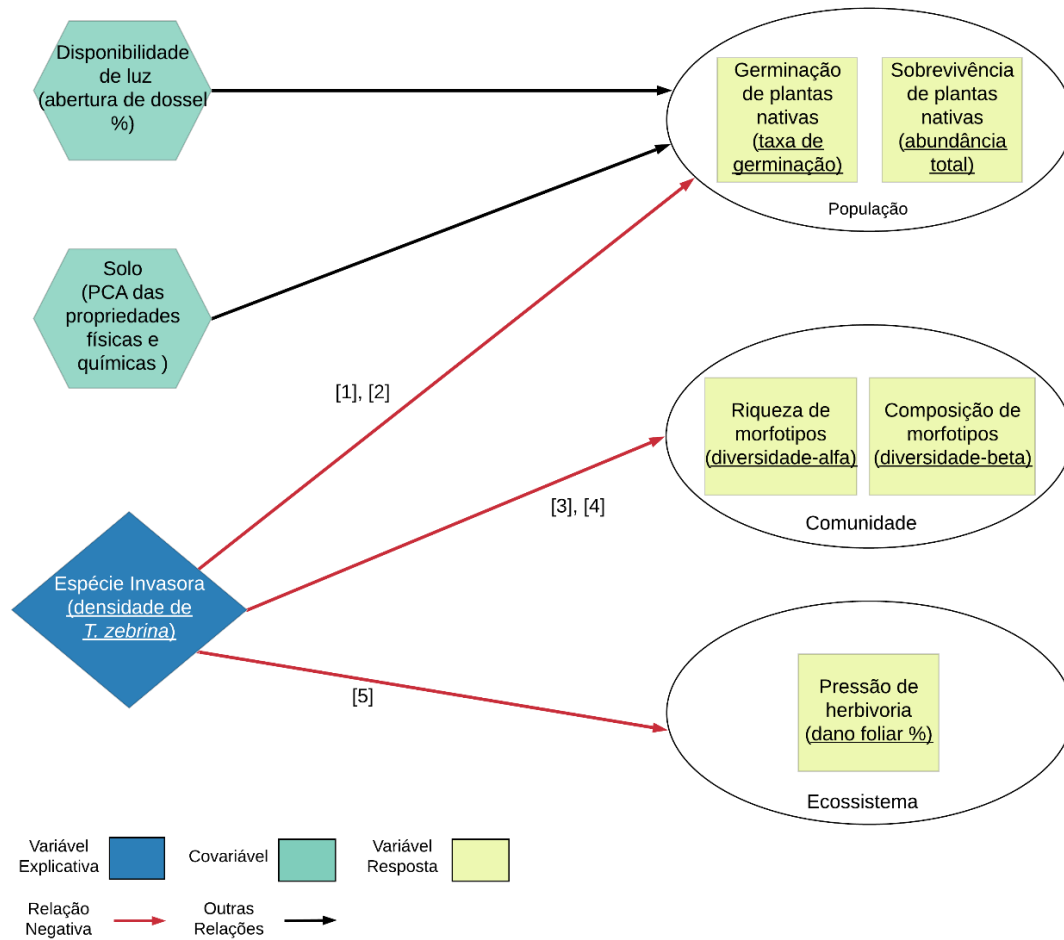 Disponibilidade
de luz
(abertura de dossel
%)
Germinação
de plantas
nativas
(taxa de
germinação)
Sobrevivência
de plantas
nativas
(abundância
total)
População
Solo
(PCA das
propriedades
físicas e
químicas )
[1], [2]
Riqueza de
morfotipos
(diversidade-alfa)
Composição de
morfotipos
(diversidade-beta)
Comunidade
[3], [4]
Espécie Invasora
(densidade de
T. zebrina)
[5]
Pressão de
herbivoria
(dano foliar %)
Ecossistema
Variável
Explicativa
Covariável
Variável
Resposta
Relação
Negativa
Outras
Relações